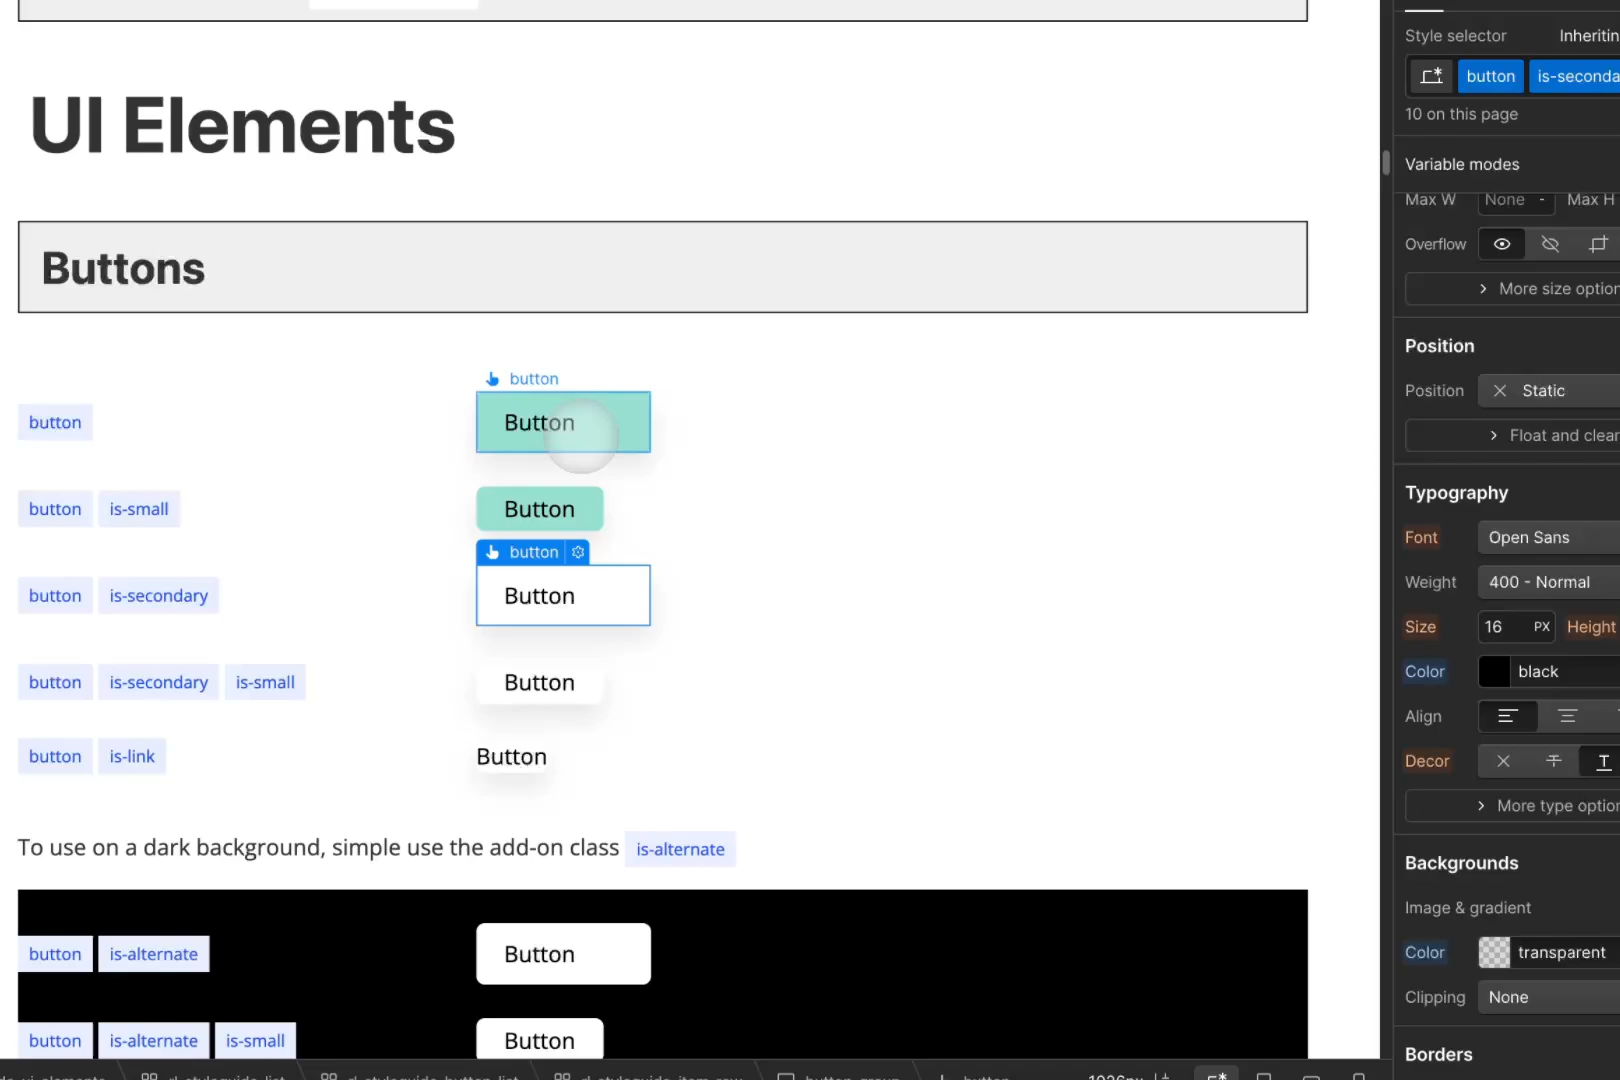 UI Elements
Buttons
button
button
Button
button is-small
Button
button
button is-secondary
Button
button is-secondary is-small
Button
button is-link
Button
To use on a dark background, simple use the add-on class is-alternate
button is-alternate
Button
button is-alternate is-small
Button
Style selector
button
10 on this page
Variable modes
Max W None - Max H
Overflow
More size
Position
Position Static
Float and clear
Typography
Font Open Sans
Weight 400 - Normal
Size 16 PX Height
Color black
Align
Decor
More type
Backgrounds
Image & gradient
Color transparent
Clipping None
Borders